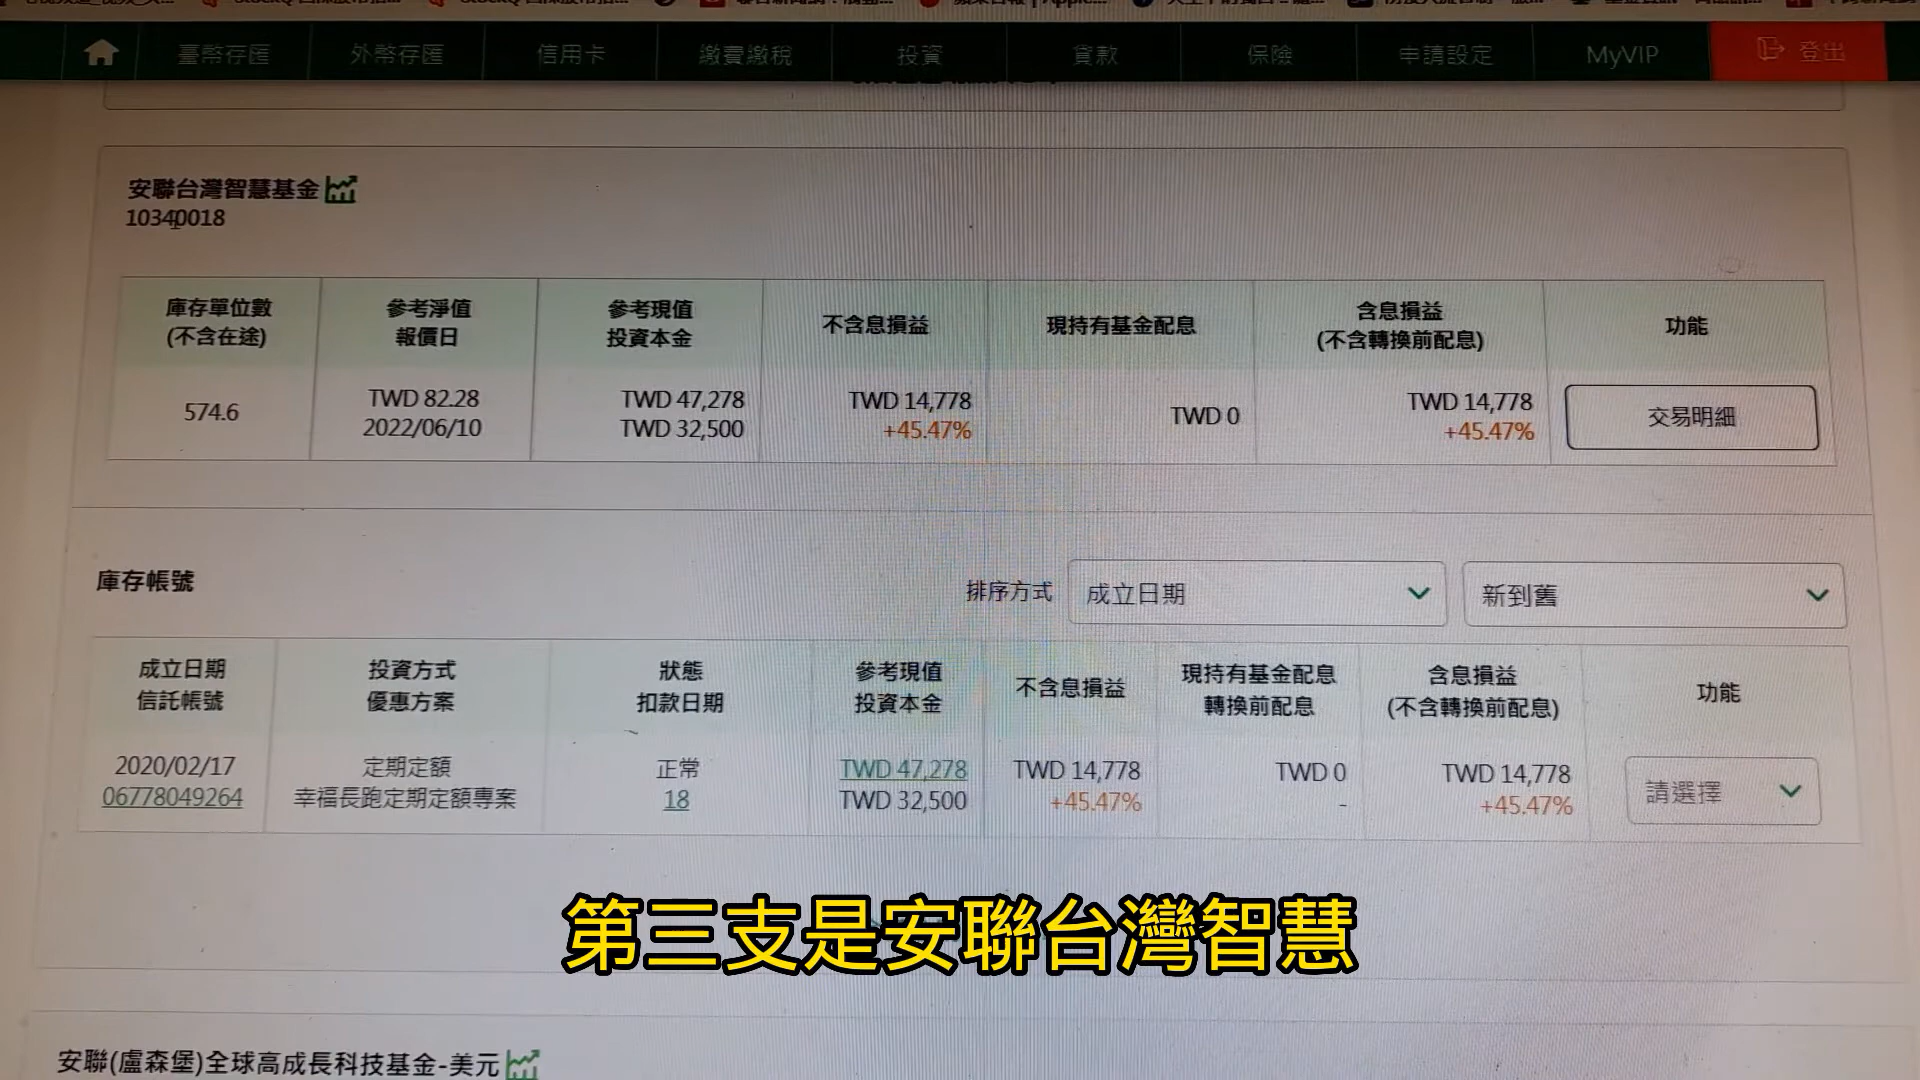 臺幣存匯
外幣存匯
信用卡
繳費繳稅
投資
貸款
保險
申請設定
MyVIP
登出
安聯台灣智慧基金
10340018
庫存單位數
(不含在途)
參考淨值
報價日
參考現值
投資本金
不含息損益
現持有基金配息
含息損益
(不含轉換前配息)
功能
574.6
TWD 82.28
2022/06/10
TWD 47,278
TWD 32,500
TWD 14,778
+45.47%
TWD 0
TWD 14,778
+45.47%
交易明細
庫存帳號
排序方式
成立日期
新到舊
成立日期
信託帳號
投資方式
優惠方案
狀態
扣款日期
參考現值
投資本金
不含息損益
現持有基金配息
轉換前配息
含息損益
(不含轉換前配息)
功能
2020/02/17
06778049264
定期定額
幸福長跑定期定額專案
正常
18
TWD 47,278
TWD 32,500
TWD 14,778
+45.47%
TWD 0
-
TWD 14,778
+45.47%
請選擇
第三支是安聯台灣智慧
安聯(盧森堡)全球高成長科技基金-美元